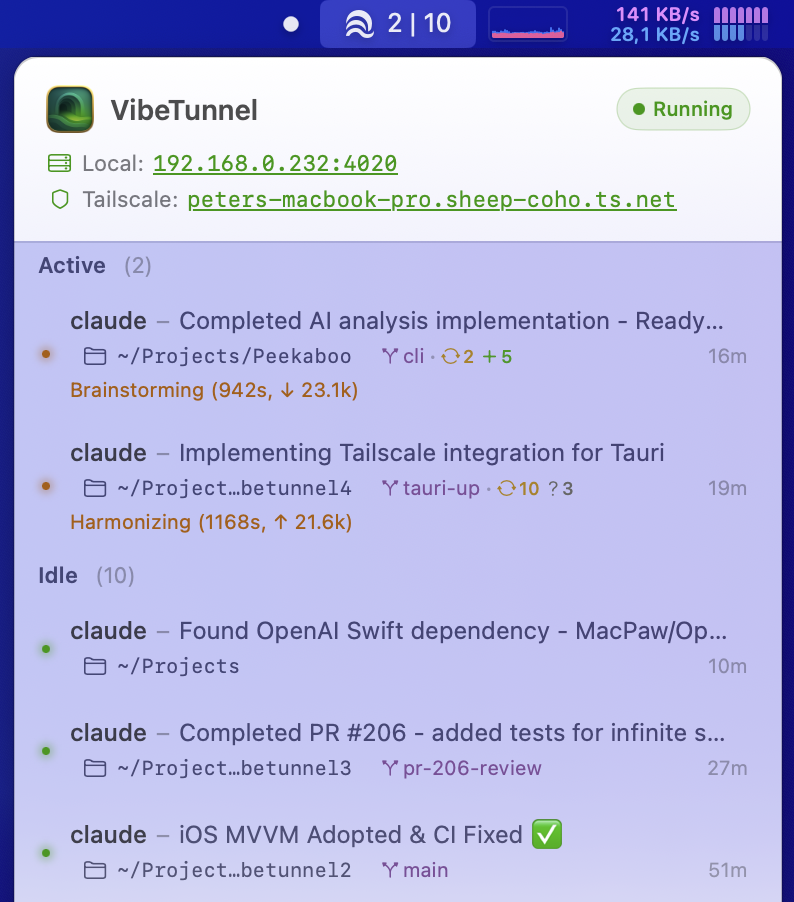 2 | 10
141 KB/s
28,1 KB/s
VibeTunnel
Running
Local: 192.168.0.232:4020
Tailscale: peters-macbook-pro.sheep-coho.ts.net
Active (2)
claude – Completed AI analysis implementation - Ready…
~/Projects/Peekaboo cli · 2 +5 16m
Brainstorming (942s, ↓ 23.1k)
claude – Implementing Tailscale integration for Tauri
~/Project…betunnel4 tauri-up · 10 ?3 19m
Harmonizing (1168s, ↑ 21.6k)
Idle (10)
claude – Found OpenAI Swift dependency - MacPaw/Op…
~/Projects 10m
claude – Completed PR #206 - added tests for infinite s…
~/Project…betunnel3 pr-206-review 27m
claude – iOS MVVM Adopted & CI Fixed ✅
~/Project…betunnel2 main 51m